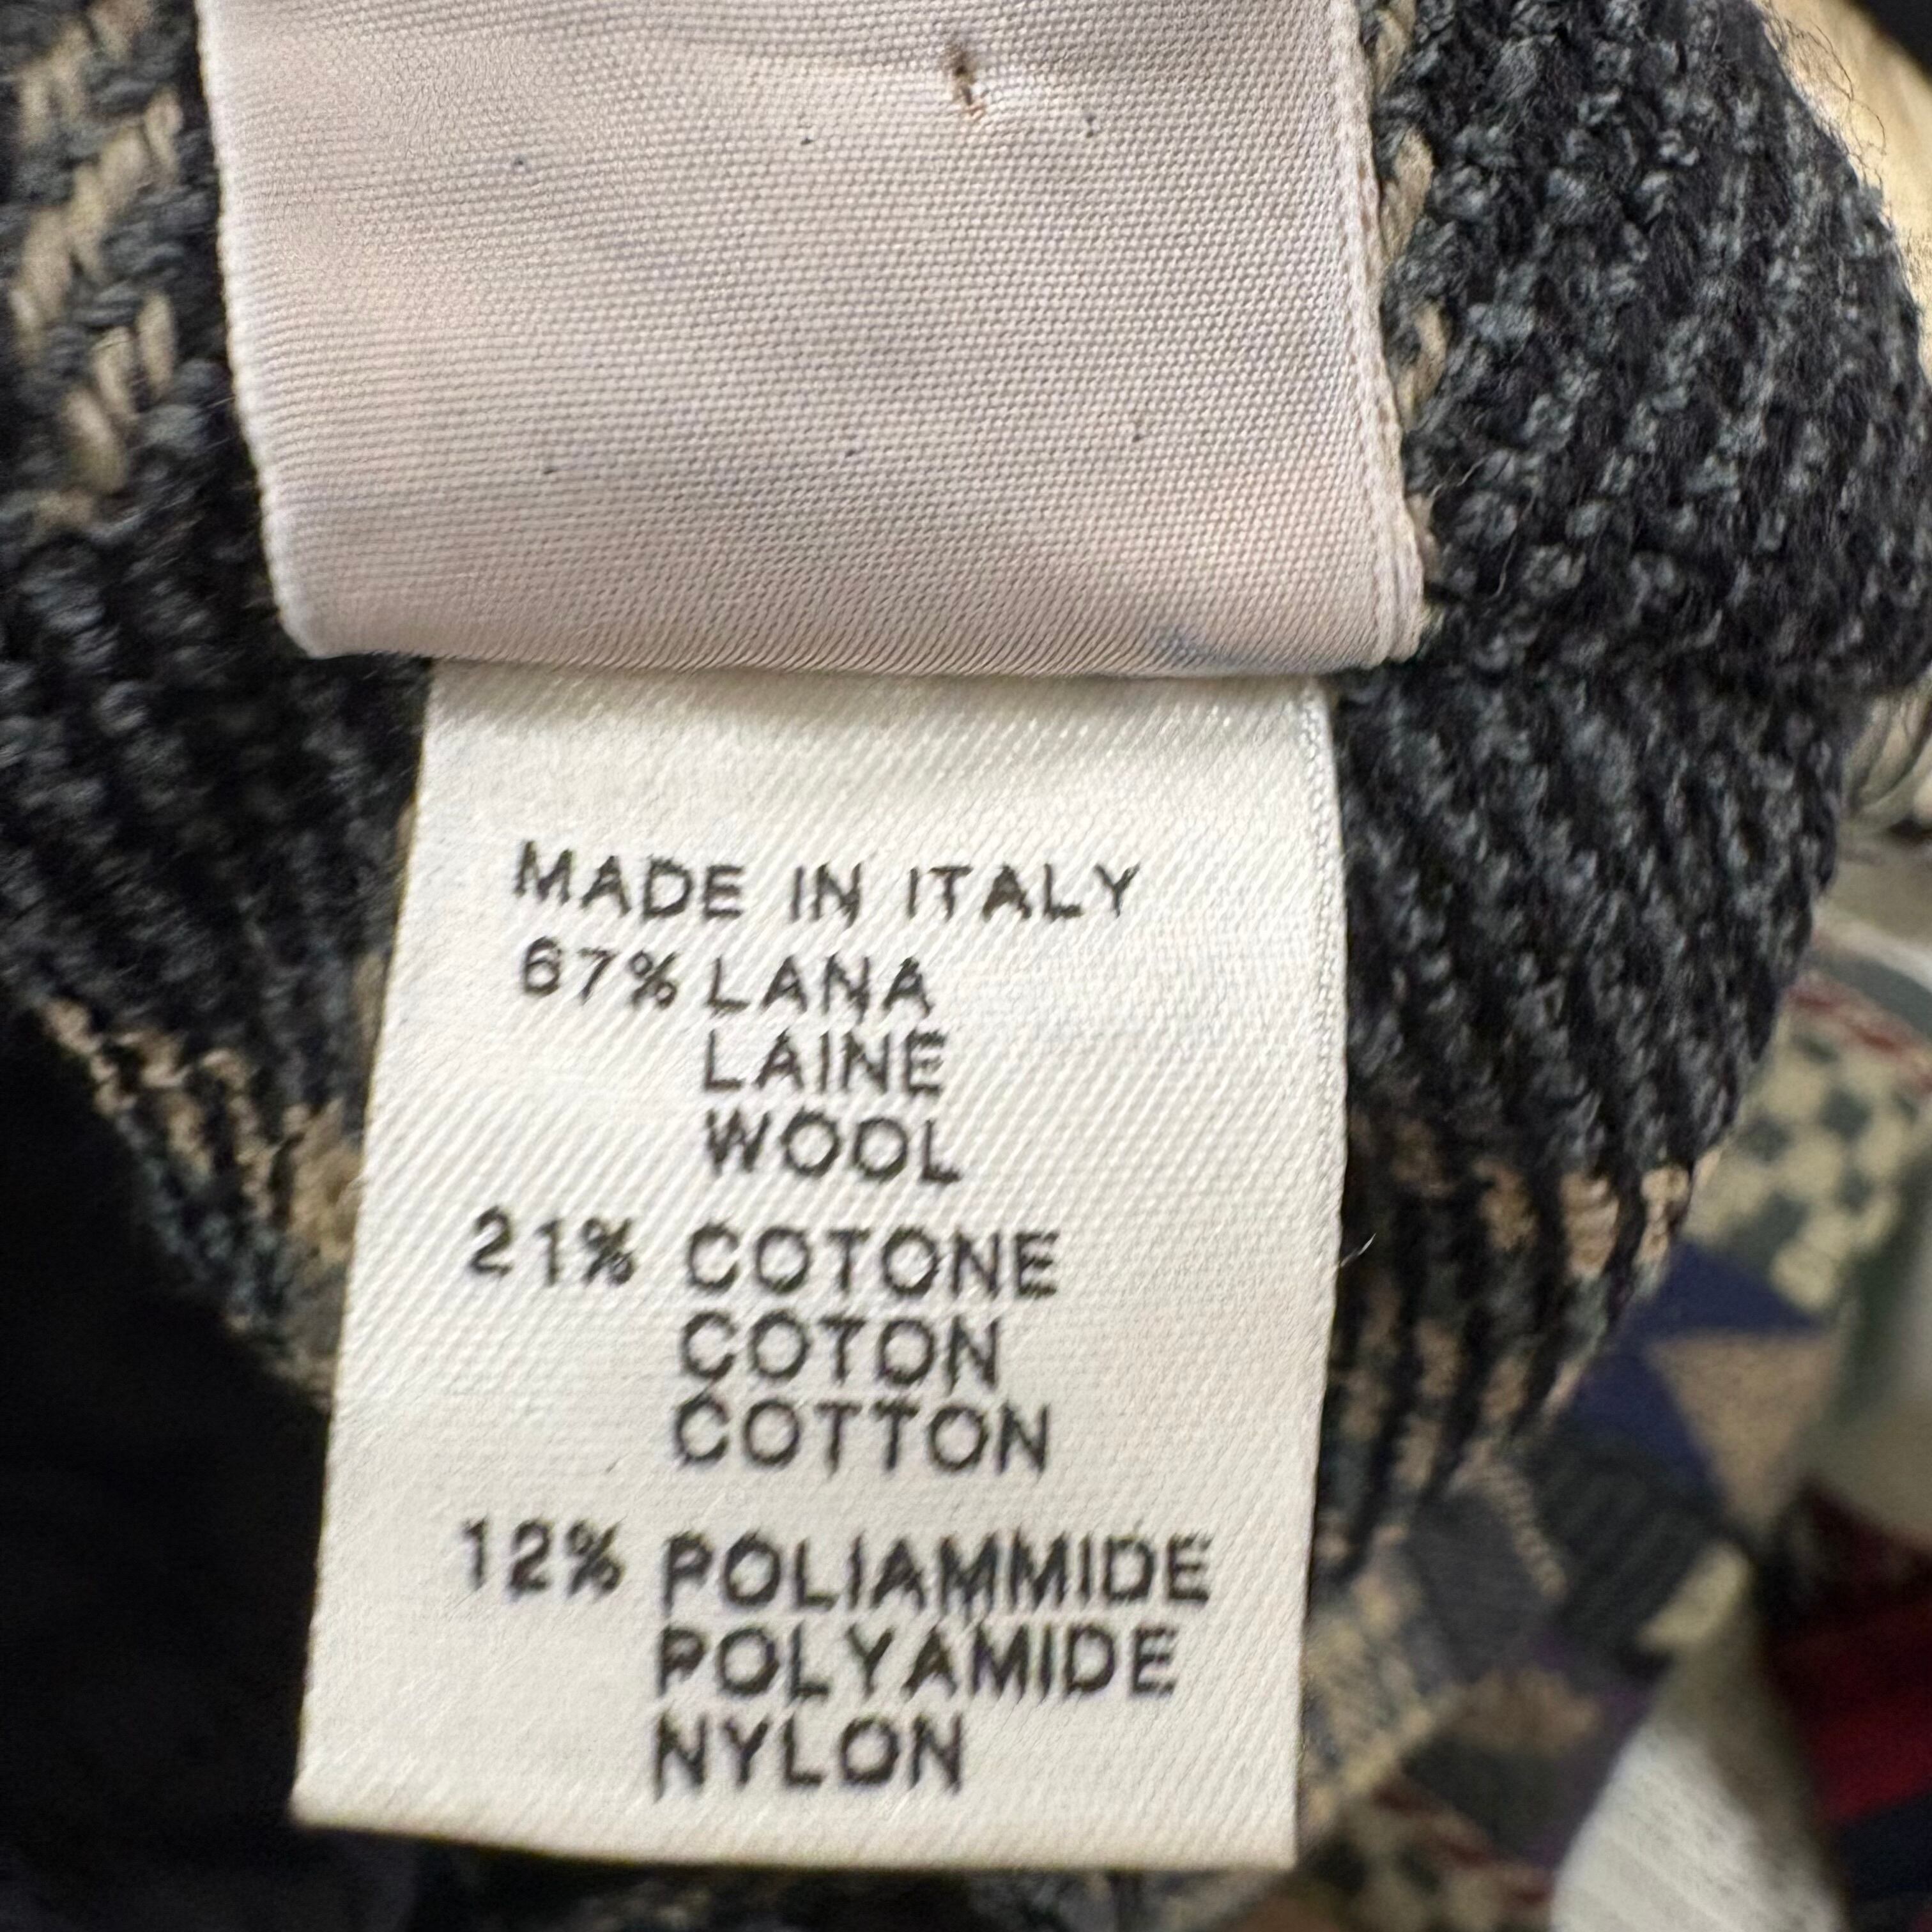 MADE IN ITALY
67% LANA
LAINE
WOOL
21% COTONE
COTON
COTTON
12% POLIAMMIDE
POLYAMIDE
NYLON